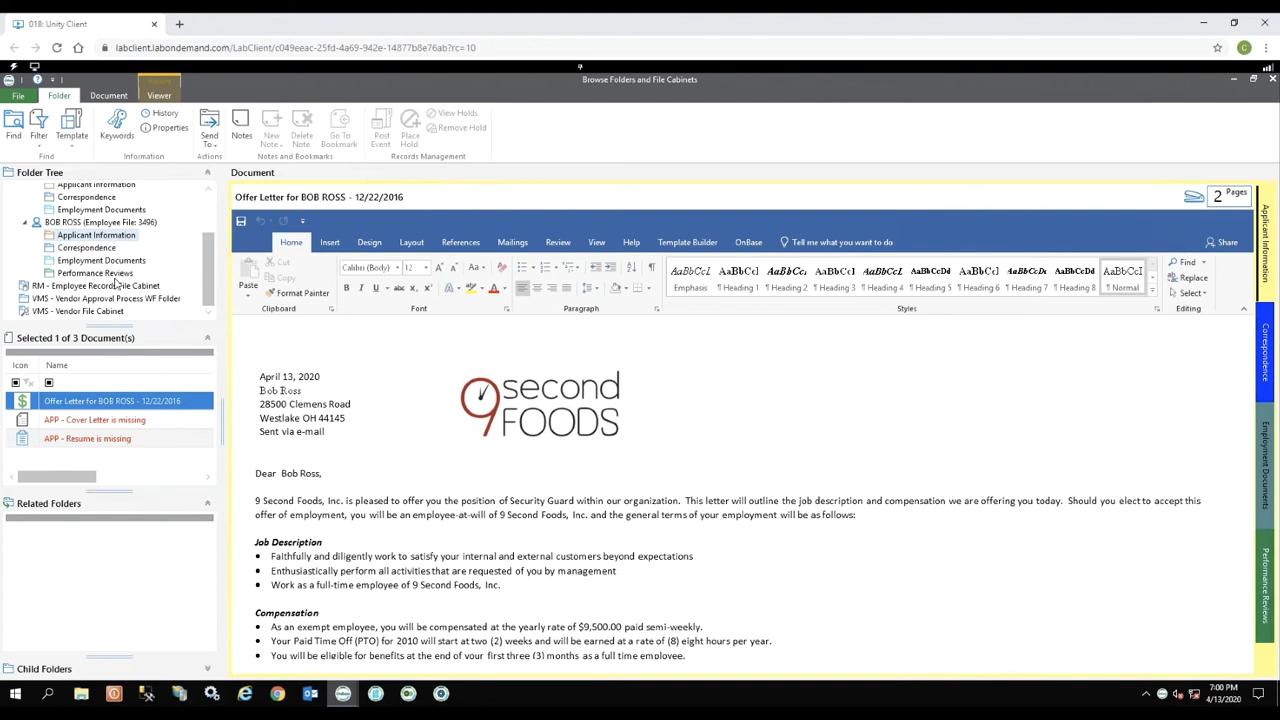 018: Unity Client
labclient.labondemand.com/LabClient/c049eeac-25fd-4a69-942e-14877b8e76ab?rc=10
C
Browse Folders and File Cabinets
File Folder Document Viewer
Find
Filter
Template
Keywords
History
Properties
Send To
Notes
New Note
Delete Note
Go To Bookmark
Post Event
Place Hold
View Holds
Remove Hold
Find Information Actions Notes and Bookmarks Records Management
Folder Tree
Applicant Information
Correspondence
Employment Documents
BOB ROSS (Employee File: 3496)
Applicant Information
Correspondence
Employment Documents
Performance Reviews
RM - Employee Records File Cabinet
VMS - Vendor Approval Process WF Folder
VMS - Vendor File Cabinet
Selected 1 of 3 Document(s)
Icon Name
Offer Letter for BOB ROSS - 12/22/2016
APP - Cover Letter is missing
APP - Resume is missing
Related Folders
Child Folders
Document
Offer Letter for BOB ROSS - 12/22/2016
2 Pages
Home Insert Design Layout References Mailings Review View Help Template Builder OnBase Tell me what you want to do Share
Paste
Cut
Copy
Format Painter
Calibri (Body) 12
B I U abc
AaBbCcI Emphasis
AaBbCc Heading 1
AaBbCcI Heading 2
AaBbCcI Heading 3
AaBbCcI Heading 4
AaBbCcDd Heading 5
AaBbCcI Heading 6
AaBbCcDd Heading 7
AaBbCcDd Heading 8
AaBbCcI Normal
Find
Replace
Select
Clipboard Font Paragraph Styles Editing
April 13, 2020
Bob Ross
28500 Clemens Road
Westlake OH 44145
Sent via e-mail
9 second
FOODS
Dear Bob Ross,
9 Second Foods, Inc. is pleased to offer you the position of Security Guard within our organization. This letter will outline the job description and compensation we are offering you today. Should you elect to accept this
offer of employment, you will be an employee-at-will of 9 Second Foods, Inc. and the general terms of your employment will be as follows:
Job Description
• Faithfully and diligently work to satisfy your internal and external customers beyond expectations
• Enthusiastically perform all activities that are requested of you by management
• Work as a full-time employee of 9 Second Foods, Inc.
Compensation
• As an exempt employee, you will be compensated at the yearly rate of $9,500.00 paid semi-weekly.
• Your Paid Time Off (PTO) for 2010 will start at two (2) weeks and will be earned at a rate of (8) eight hours per year.
• You will be eligible for benefits at the end of your first three (3) months as a full time employee.
Applicant Information
Correspondence
Employment Documents
Performance Reviews
7:00 PM
4/13/2020